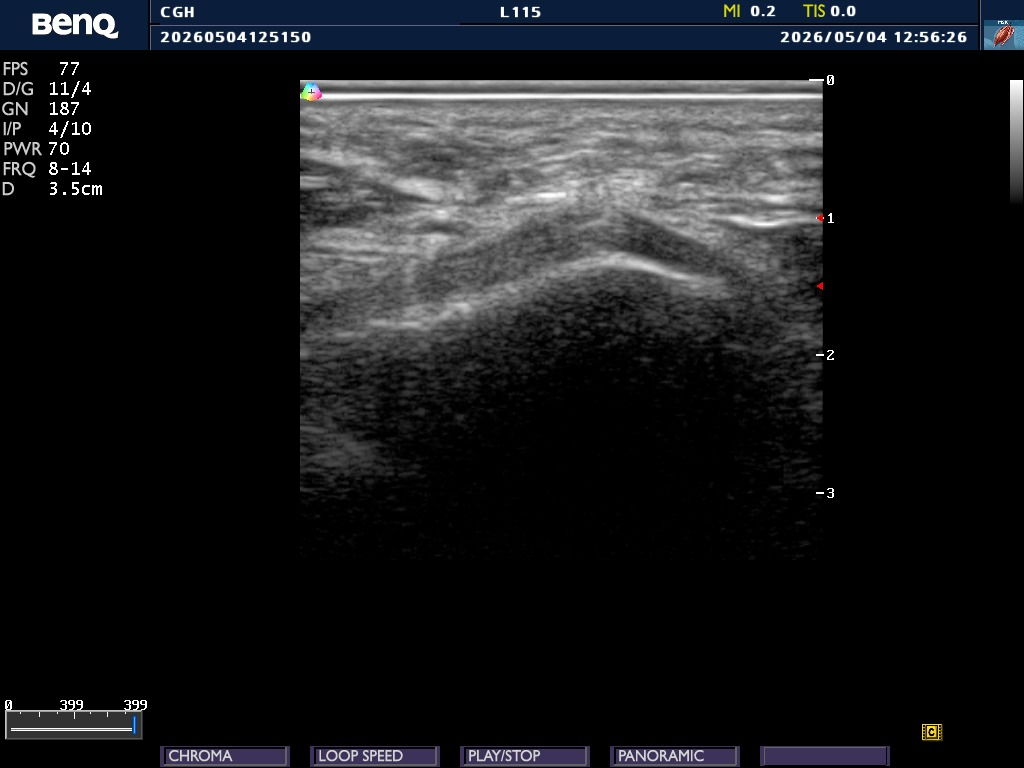 BenQ
CGH L115 MI 0.2 TIS 0.0
20260504125150 2026/05/04 12:56:26
FPS 77
D/G 11/4
GN 187
I/P 4/10
PWR 70
FRQ 8-14
D 3.5cm
0
1
2
3
0 399 399
C
CHROMA LOOP SPEED PLAY/STOP PANORAMIC